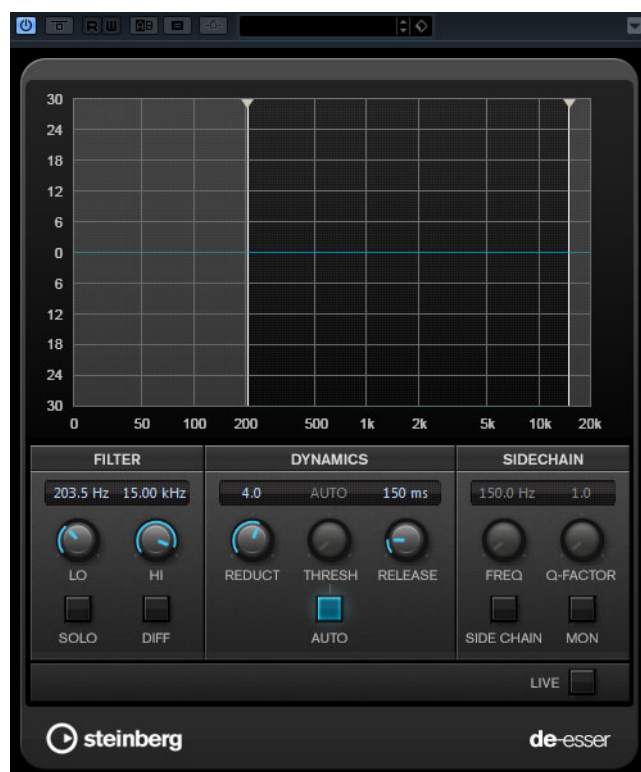 R W AB
30
24
18
12
6
0
6
12
18
24
30
0 50 100 200 500 1k 2k 5k 10k 20k
FILTER DYNAMICS SIDECHAIN
203.5 Hz 15.00 kHz 4.0 AUTO 150 ms 150.0 Hz 1.0
LO HI REDUCT THRESH RELEASE FREQ Q-FACTOR
SOLO DIFF AUTO SIDE CHAIN MON
LIVE
steinberg de-esser